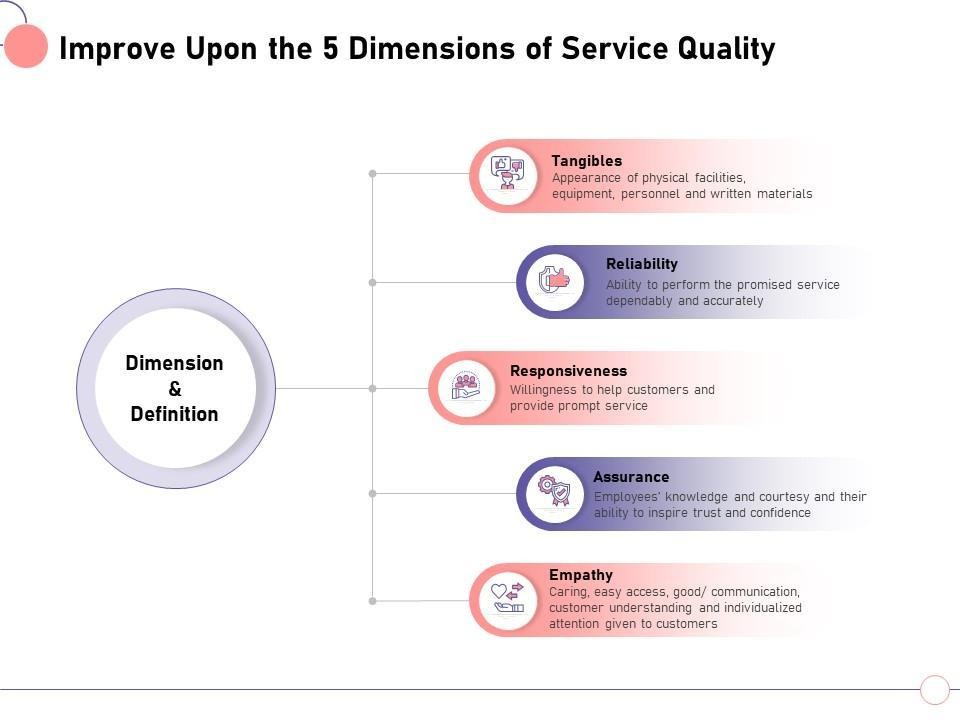 Improve Upon the 5 Dimensions of Service Quality
Dimension
&
Definition
Tangibles
Appearance of physical facilities,
equipment, personnel and written materials
Reliability
Ability to perform the promised service
dependably and accurately
Responsiveness
Willingness to help customers and
provide prompt service
Assurance
Employees' knowledge and courtesy and their
ability to inspire trust and confidence
Empathy
Caring, easy access, good/ communication,
customer understanding and individualized
attention given to customers